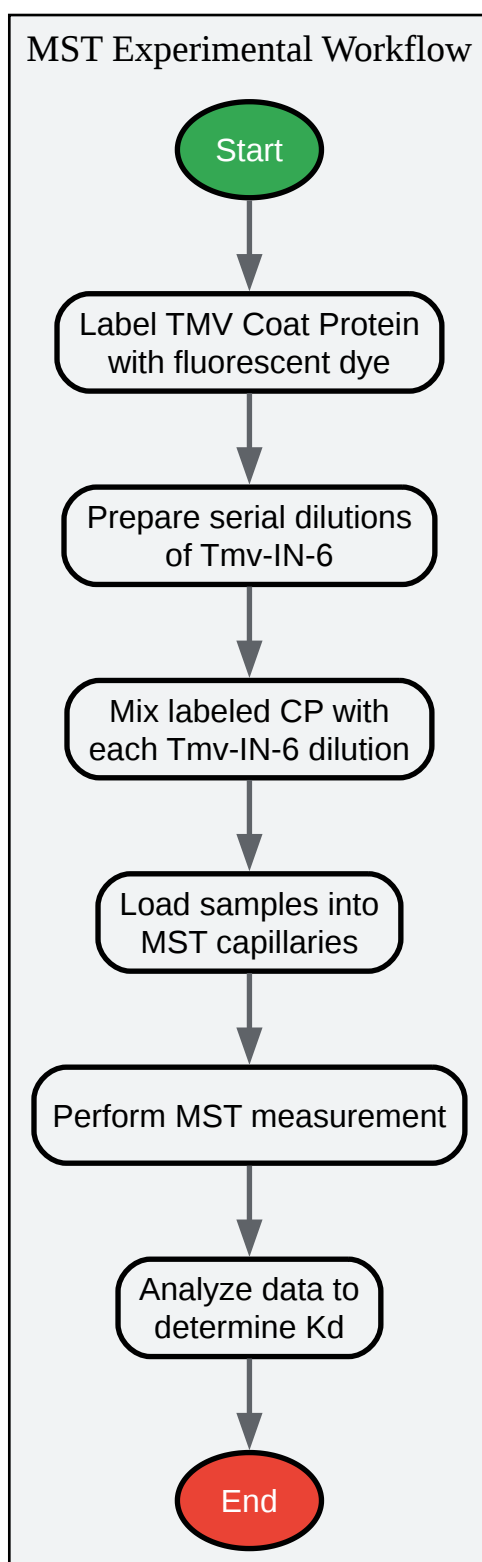 MST Experimental Workflow
Start
Label TMV Coat Protein
with fluorescent dye
Prepare serial dilutions
of Tmv-IN-6
Mix labeled CP with
each Tmv-IN-6 dilution
Load samples into
MST capillaries
Perform MST measurement
Analyze data to
determine Kd
End